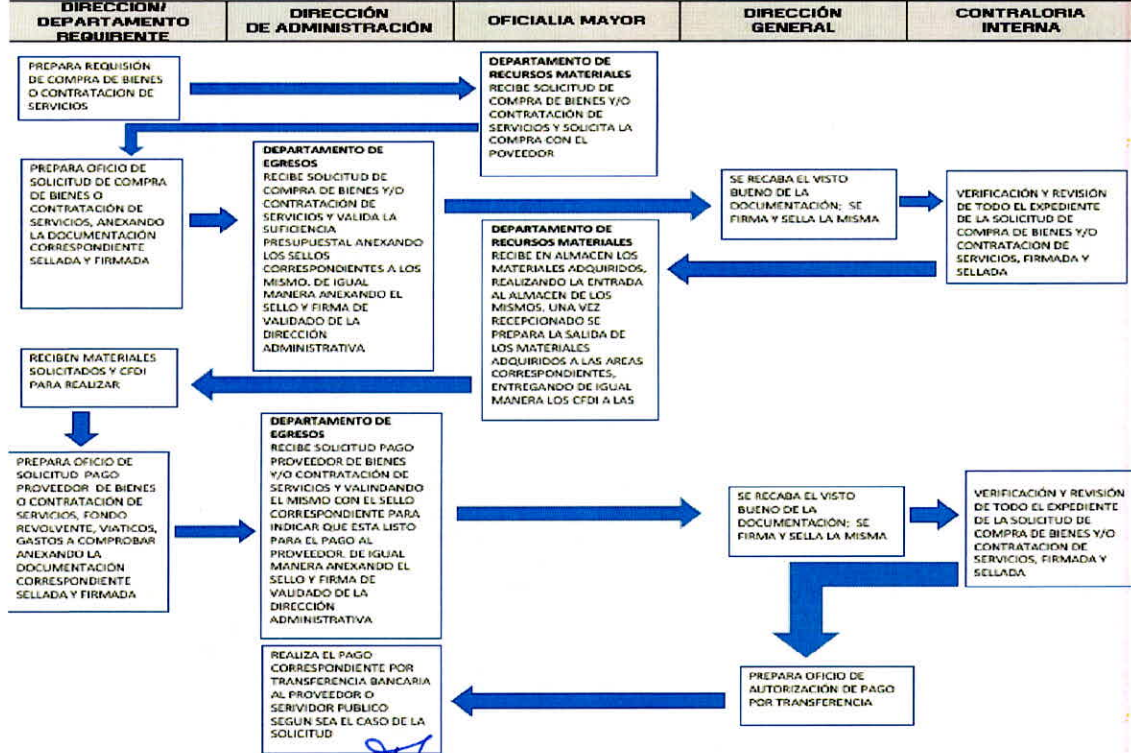 DIRECCION/
DEPARTAMENTO
REQUIRENTE
DIRECCIÓN
DE ADMINISTRACIÓN
OFICIALIA MAYOR
DIRECCIÓN
GENERAL
CONTRALORIA
INTERNA
PREPARA REQUISIÓN
DE COMPRA DE BIENES
O CONTRATACION DE
SERVICIOS
DEPARTAMENTO DE
RECURSOS MATERIALES
RECIBE SOLICITUD DE
COMPRA DE BIENES Y/O
CONTRATACIÓN DE
SERVICIOS Y SOLICITA LA
COMPRA CON EL
POVEEDOR
PREPARA OFICIO DE
SOLICITUD DE COMPRA
DE BIENES O
CONTRATACIÓN DE
SERVICIOS, ANEXANDO
LA DOCUMENTACIÓN
CORRESPONDIENTE
SELLADA Y FIRMADA
DEPARTAMENTO DE
EGRESOS
RECIBE SOLICITUD DE
COMPRA DE BIENES Y/O
CONTRATACIÓN DE
SERVICIOS Y VALIDA LA
SUFICIENCIA
PRESUPUESTAL ANEXANDO
LOS SELLOS
CORRESPONDIENTES A LOS
MISMO. DE IGUAL
MANERA ANEXANDO EL
SELLO Y FIRMA DE
VALIDADO DE LA
DIRECCIÓN
ADMINISTRATIVA
SE RECABA EL VISTO
BUENO DE LA
DOCUMENTACIÓN; SE
FIRMA Y SELLA LA MISMA
VERIFICACIÓN Y REVISIÓN
DE TODO EL EXPEDIENTE
DE LA SOLICITUD DE
COMPRA DE BIENES Y/O
CONTRATACION DE
SERVICIOS, FIRMADA Y
SELLADA
DEPARTAMENTO DE
RECURSOS MATERIALES
RECIBE EN ALMACEN LOS
MATERIALES ADQUIRIDOS,
REALIZANDO LA ENTRADA
AL ALMACEN DE LOS
MISMOS, UNA VEZ
RECEPCIONADO SE
PREPARA LA SALIDA DE
LOS MATERIALES
ADQUIRIDOS A LAS AREAS
CORRESPONDIENTES,
ENTREGANDO DE IGUAL
MANERA LOS CFDI A LAS
RECIBEN MATERIALES
SOLICITADOS Y CFDI
PARA REALIZAR
PREPARA OFICIO DE
SOLICITUD PAGO
PROVEEDOR DE BIENES
O CONTRATACIÓN DE
SERVICIOS, FONDO
REVOLVENTE, VIATICOS,
GASTOS A COMPROBAR
ANEXANDO LA
DOCUMENTACIÓN
CORRESPONDIENTE
SELLADA Y FIRMADA
DEPARTAMENTO DE
EGRESOS
RECIBE SOLICITUD PAGO
PROVEEDOR DE BIENES
Y/O CONTRATACIÓN DE
SERVICIOS Y VALINDANDO
EL MISMO CON EL SELLO
CORRESPONDIENTE PARA
INDICAR QUE ESTA LISTO
PARA EL PAGO AL
PROVEEDOR. DE IGUAL
MANERA ANEXANDO EL
SELLO Y FIRMA DE
VALIDADO DE LA
DIRECCIÓN
ADMINISTRATIVA
SE RECABA EL VISTO
BUENO DE LA
DOCUMENTACIÓN; SE
FIRMA Y SELLA LA MISMA
VERIFICACIÓN Y REVISIÓN
DE TODO EL EXPEDIENTE
DE LA SOLICITUD DE
COMPRA DE BIENES Y/O
CONTRATACION DE
SERVICIOS, FIRMADA Y
SELLADA
PREPARA OFICIO DE
AUTORIZACIÓN DE PAGO
POR TRANSFERENCIA
REALIZA EL PAGO
CORRESPONDIENTE POR
TRANSFERENCIA BANCARIA
AL PROVEEDOR O
SERIVIDOR PUBLICO
SEGUN SEA EL CASO DE LA
SOLICITUD